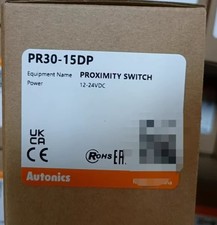 PR30-15DP
Equipment Name PROXIMITY SWITCH
Power 12-24VDC
UK
CA
CE
RoHS EAC
Autonics